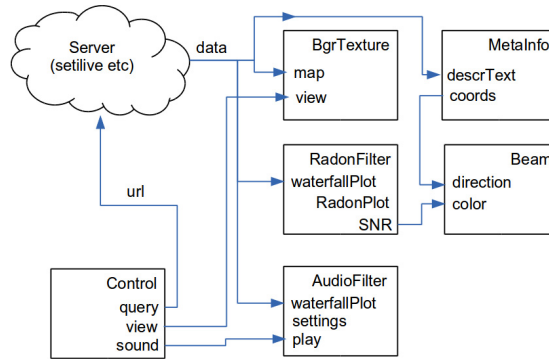 Server
(setilive etc)
data
url
BgrTexture
map
view
MetaInfo
descrText
coords
RadonFilter
waterfallPlot
RadonPlot
SNR
Beam
direction
color
Control
query
view
sound
AudioFilter
waterfallPlot
settings
play